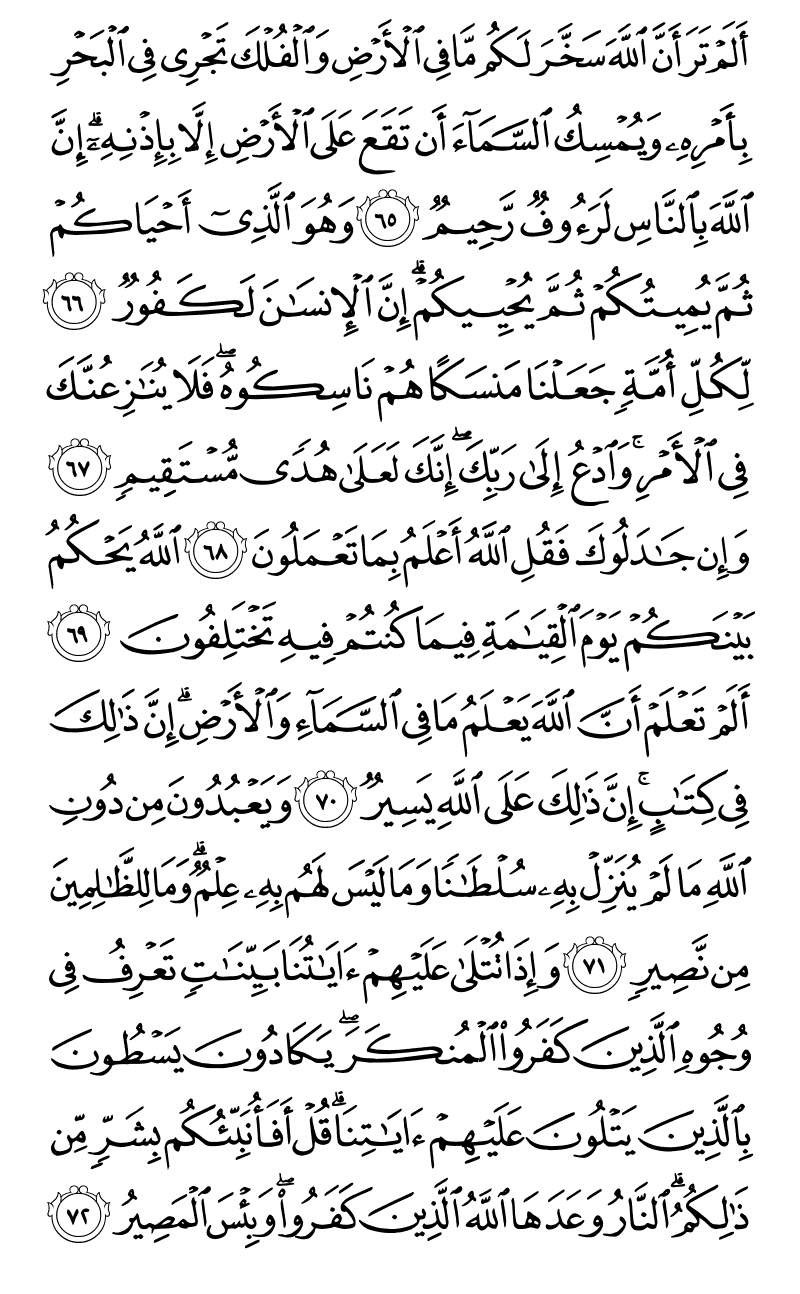 أَلَمْ تَرَ أَنَّ ٱللَّهَ سَخَّرَ لَكُم مَّا فِى ٱلْأَرْضِ وَٱلْفُلْكَ تَجْرِى فِى ٱلْبَحْرِ
بِأَمْرِهِۦ وَيُمْسِكُ ٱلسَّمَآءَ أَن تَقَعَ عَلَى ٱلْأَرْضِ إِلَّا بِإِذْنِهِۦٓ ۗ إِنَّ
ٱللَّهَ بِٱلنَّاسِ لَرَءُوفٌ رَّحِيمٌ ٦٥ وَهُوَ ٱلَّذِىٓ أَحْيَاكُمْ
ثُمَّ يُمِيتُكُمْ ثُمَّ يُحْيِيكُمْ ۗ إِنَّ ٱلْإِنسَـٰنَ لَكَفُورٌ ٦٦
لِّكُلِّ أُمَّةٍ جَعَلْنَا مَنسَكًا هُمْ نَاسِكُوهُ ۖ فَلَا يُنَـٰزِعُنَّكَ
فِى ٱلْأَمْرِ ۚ وَٱدْعُ إِلَىٰ رَبِّكَ ۖ إِنَّكَ لَعَلَىٰ هُدًى مُّسْتَقِيمٍ ٦٧
وَإِن جَـٰدَلُوكَ فَقُلِ ٱللَّهُ أَعْلَمُ بِمَا تَعْمَلُونَ ٦٨ ٱللَّهُ يَحْكُمُ
بَيْنَكُمْ يَوْمَ ٱلْقِيَـٰمَةِ فِيمَا كُنتُمْ فِيهِ تَخْتَلِفُونَ ٦٩
أَلَمْ تَعْلَمْ أَنَّ ٱللَّهَ يَعْلَمُ مَا فِى ٱلسَّمَآءِ وَٱلْأَرْضِ ۗ إِنَّ ذَٰلِكَ
فِى كِتَـٰبٍ ۚ إِنَّ ذَٰلِكَ عَلَى ٱللَّهِ يَسِيرٌ ٧٠ وَيَعْبُدُونَ مِن دُونِ
ٱللَّهِ مَا لَمْ يُنَزِّلْ بِهِۦ سُلْطَـٰنًا وَمَا لَيْسَ لَهُم بِهِۦ عِلْمٌ ۗ وَمَا لِلظَّـٰلِمِينَ
مِن نَّصِيرٍ ٧١ وَإِذَا تُتْلَىٰ عَلَيْهِمْ ءَايَـٰتُنَا بَيِّنَـٰتٍ تَعْرِفُ فِى
وُجُوهِ ٱلَّذِينَ كَفَرُوا۟ ٱلْمُنكَرَ ۖ يَكَادُونَ يَسْطُونَ
بِٱلَّذِينَ يَتْلُونَ عَلَيْهِمْ ءَايَـٰتِنَا ۗ قُلْ أَفَأُنَبِّئُكُم بِشَرٍّ مِّن
ذَٰلِكُمُ ۗ ٱلنَّارُ وَعَدَهَا ٱللَّهُ ٱلَّذِينَ كَفَرُوا۟ ۖ وَبِئْسَ ٱلْمَصِيرُ ٧٢